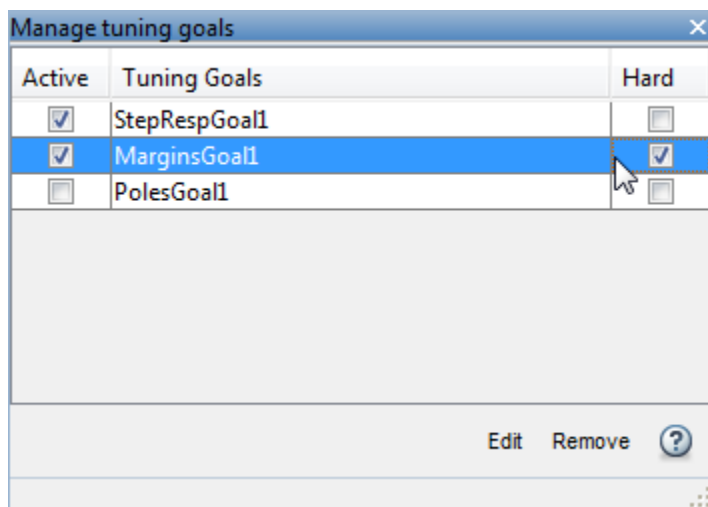 Manage tuning goals
Active Tuning Goals Hard
StepRespGoal1
MarginsGoal1
PolesGoal1
Edit Remove ?